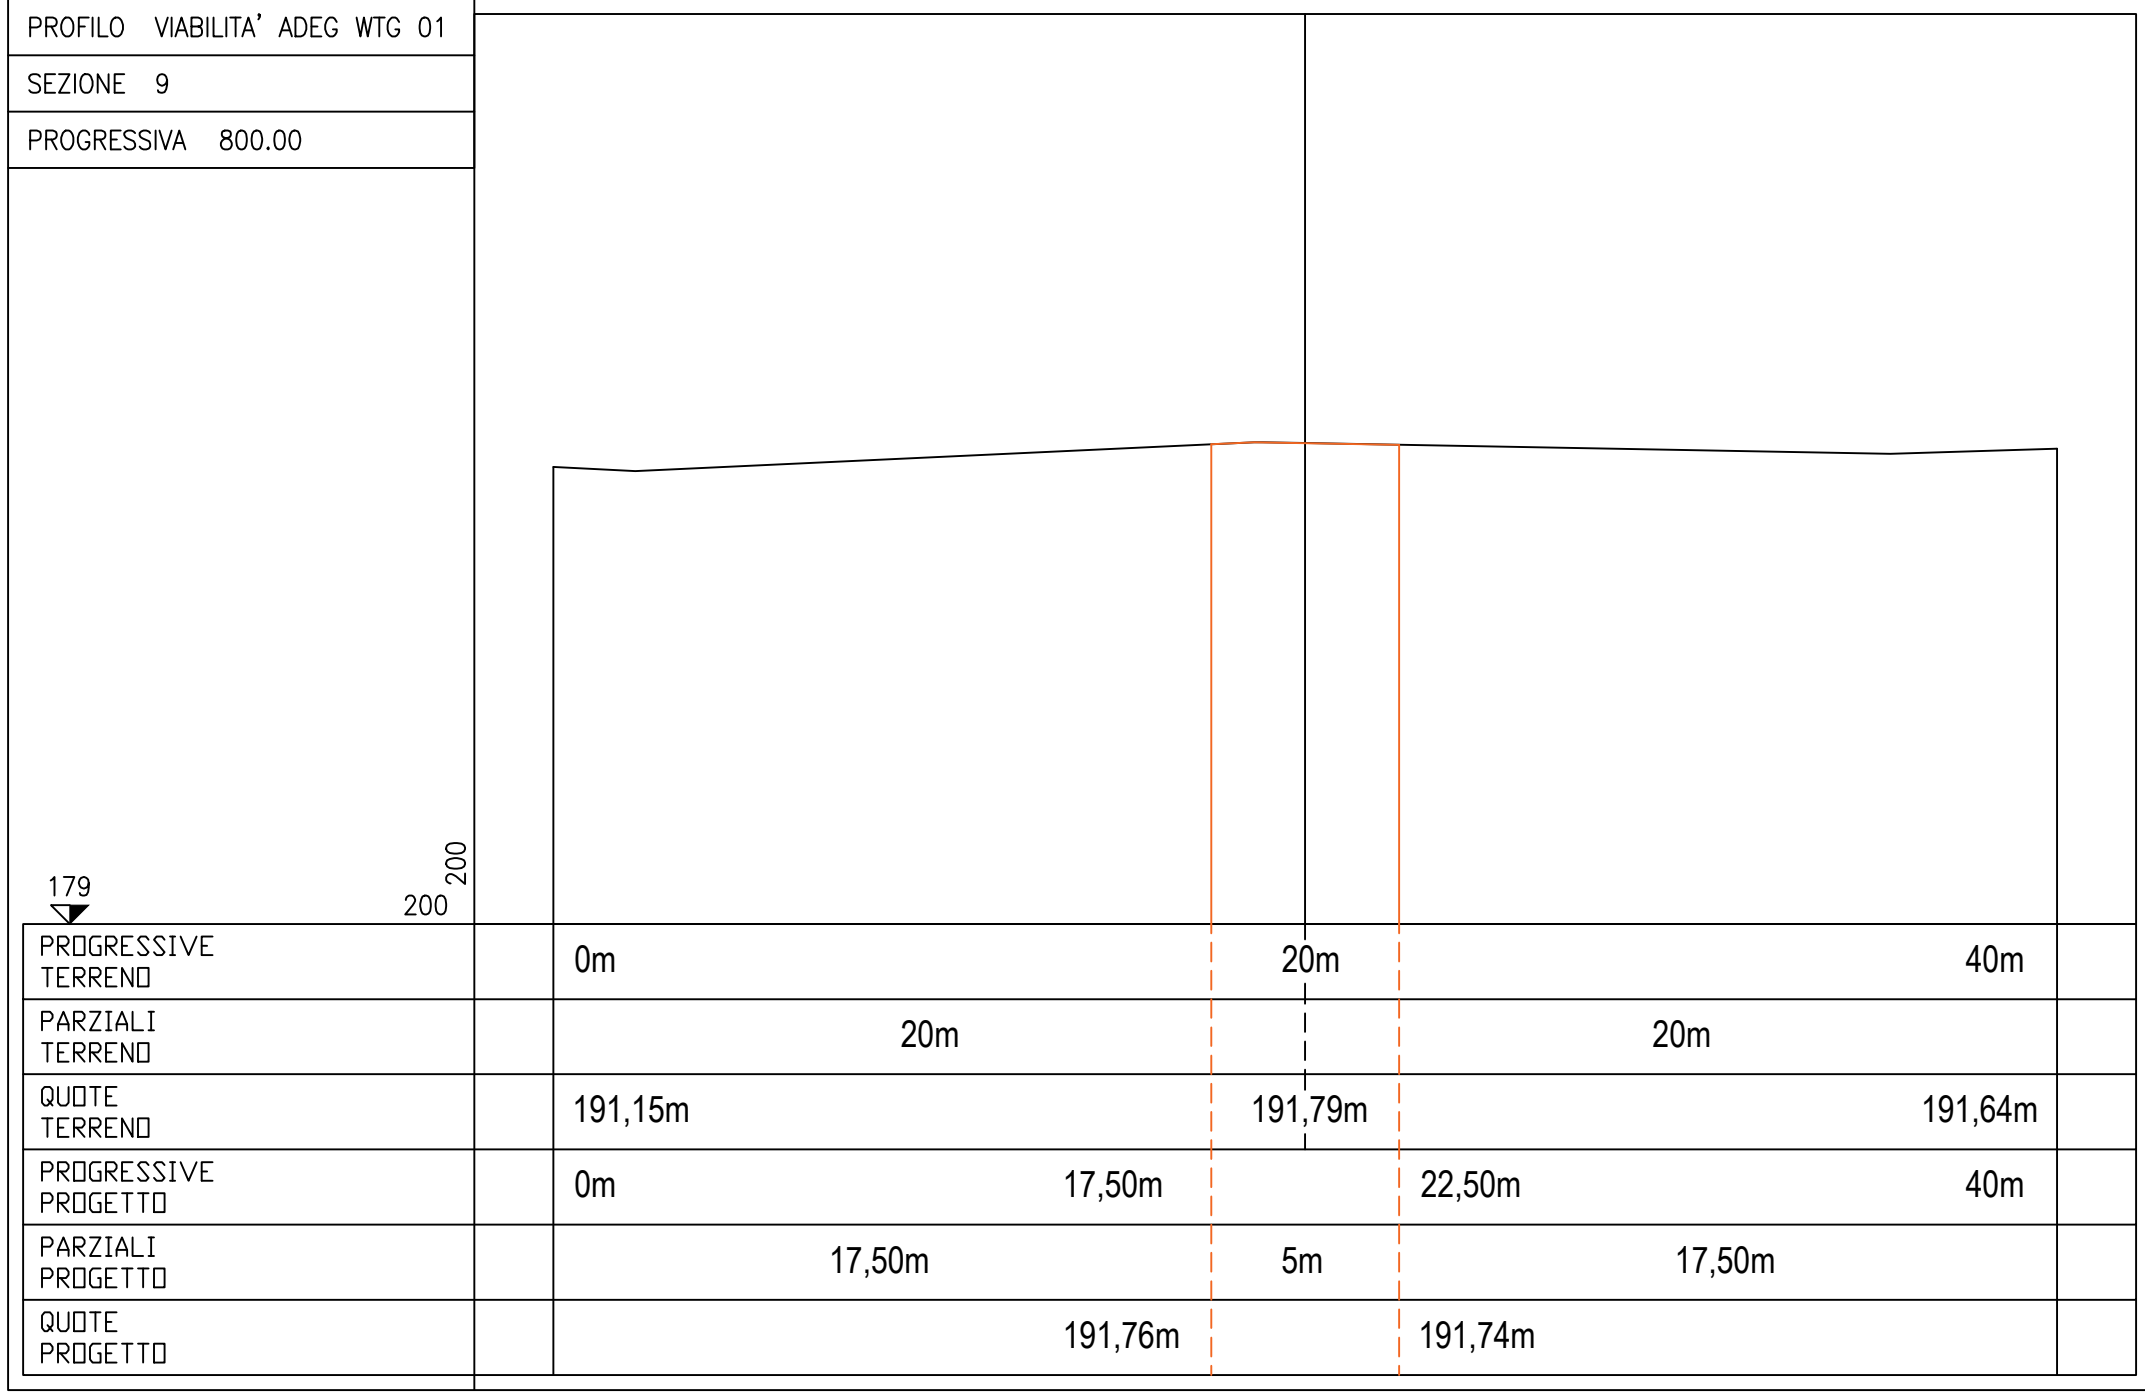 PROFILO VIABILITA' ADEG WTG 01
SEZIONE 9
PROGRESSIVA 800.00
200
179
200
PROGRESSIVE
TERRENO
0m 20m 40m
PARZIALI
TERRENO
20m 20m
QUOTE
TERRENO
191,15m 191,79m 191,64m
PROGRESSIVE
PROGETTO
0m 17,50m 22,50m 40m
PARZIALI
PROGETTO
17,50m 5m 17,50m
QUOTE
PROGETTO
191,76m 191,74m